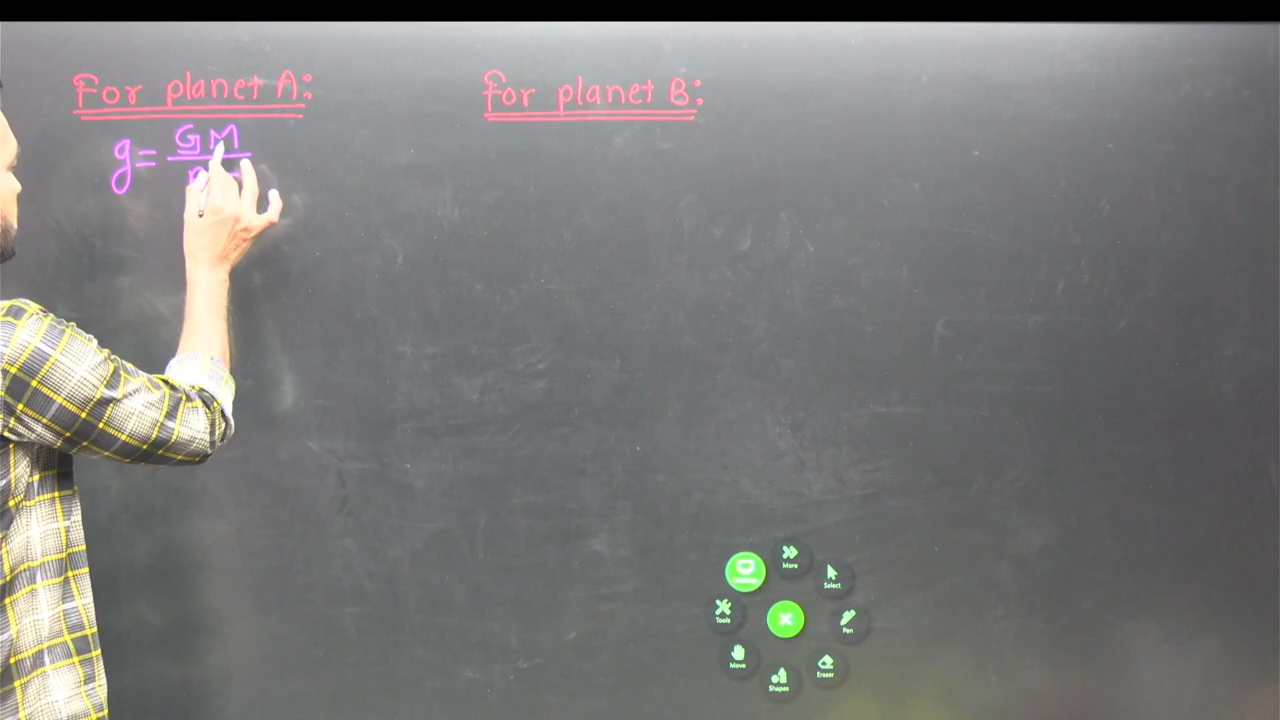 For planet A:
For planet B:
g = GM
More
Select
Tools
Pen
Move
Eraser
Shapes